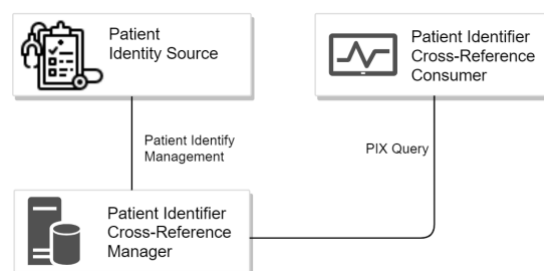 Patient
Identity Source
Patient Identifier
Cross-Reference
Consumer
Patient Identify
Management
PIX Query
Patient Identifier
Cross-Reference
Manager